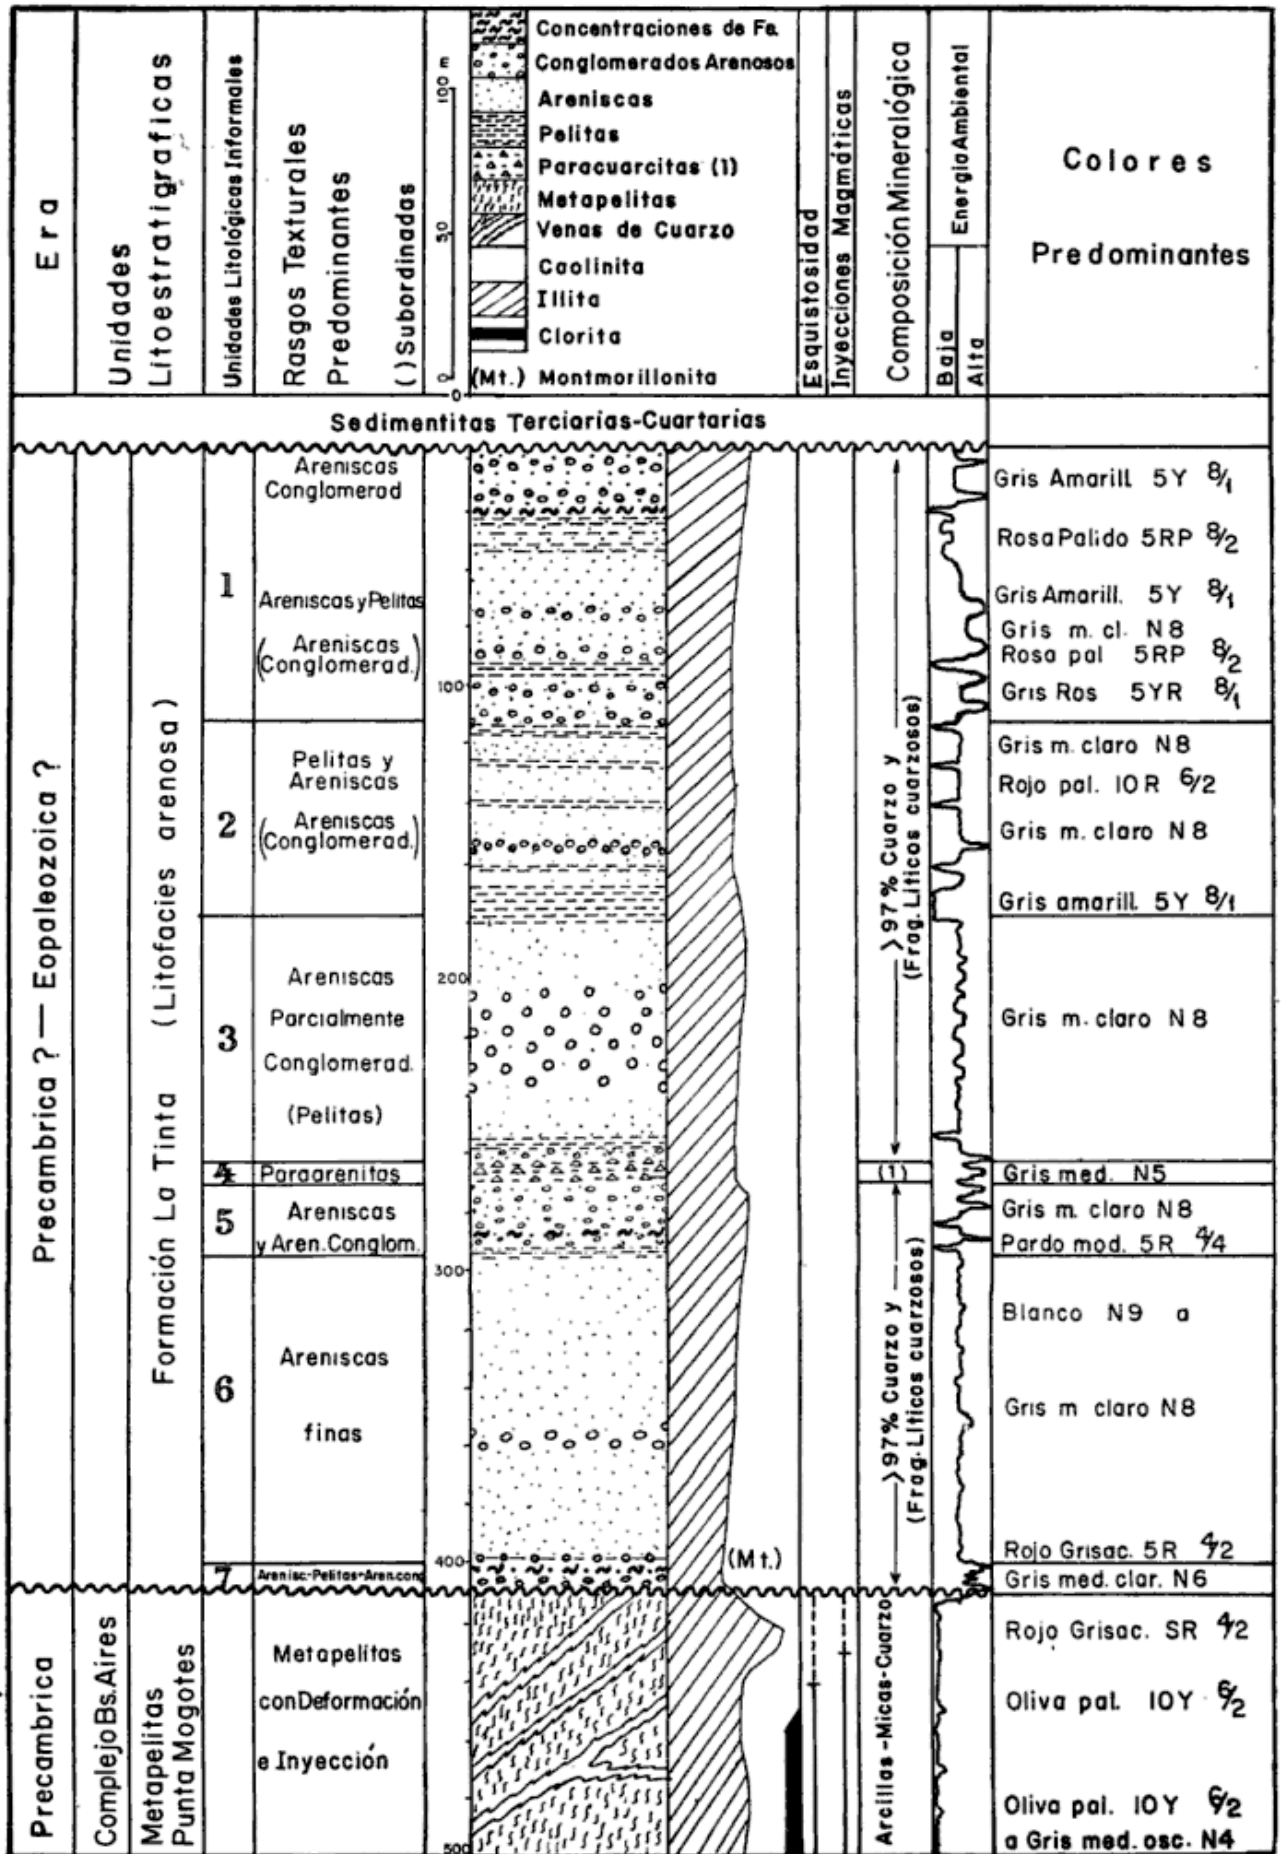 Era
Unidades
Litoestratigraficas
Unidades Litológicas Informales
Rasgos Texturales
Predominantes
( ) Subordinadas
100 m
50
0
Concentraciones de Fe.
Conglomerados Arenosos
Areniscas
Pelitas
Paracuarcitas (1)
Metapelitas
Venas de Cuarzo
Caolinita
Illita
Clorita
(Mt.) Montmorillonita
Esquistosidad
Inyecciones Magmáticas
Composición Mineralógica
Energia Ambiental
Baja
Alta
Colores
Predominantes
0
Sedimentitas Terciarias-Cuartarias
Precambrica ? — Eopaleozoica ?
Formación La Tinta (Litofacies arenosa)
1
Areniscas
Conglomerad
Areniscas y Pelitas
(Areniscas
Conglomerad.)
2
Pelitas y
Areniscas
(Areniscas
Conglomerad.)
3
Areniscas
Parcialmente
Conglomerad.
(Pelitas)
4
Paraarenitas
5
Areniscas
y Aren.Conglom.
6
Areniscas
finas
7
Arenisc-Pelitas-Aren.cong
100
200
300
400
500
(Mt.)
>97% Cuarzo y
(Frag. Líticos cuarzosos)
(1)
>97% Cuarzo y
(Frag. Líticos cuarzosos)
Arcillas-Micas-Cuarzo
Gris Amarill. 5Y 8/1
Rosa Palido 5RP 8/2
Gris Amarill. 5Y 8/1
Gris m. cl. N8
Rosa pal 5RP 8/2
Gris Ros 5YR 8/1
Gris m. claro N8
Rojo pal. 10R 6/2
Gris m. claro N8
Gris amarill. 5Y 8/1
Gris m. claro N8
Gris med. N5
Gris m. claro N8
Pardo mod. 5R 4/4
Blanco N9 a
Gris m claro N8
Rojo Grisac. 5R 4/2
Gris med. clar. N6
Rojo Grisac. SR 4/2
Oliva pal. 10Y 6/2
Oliva pal. 10Y 6/2
a Gris med. osc. N4
Precambrica
Complejo Bs. Aires
Metapelitas
Punta Mogotes
Metapelitas
con Deformación
e Inyección